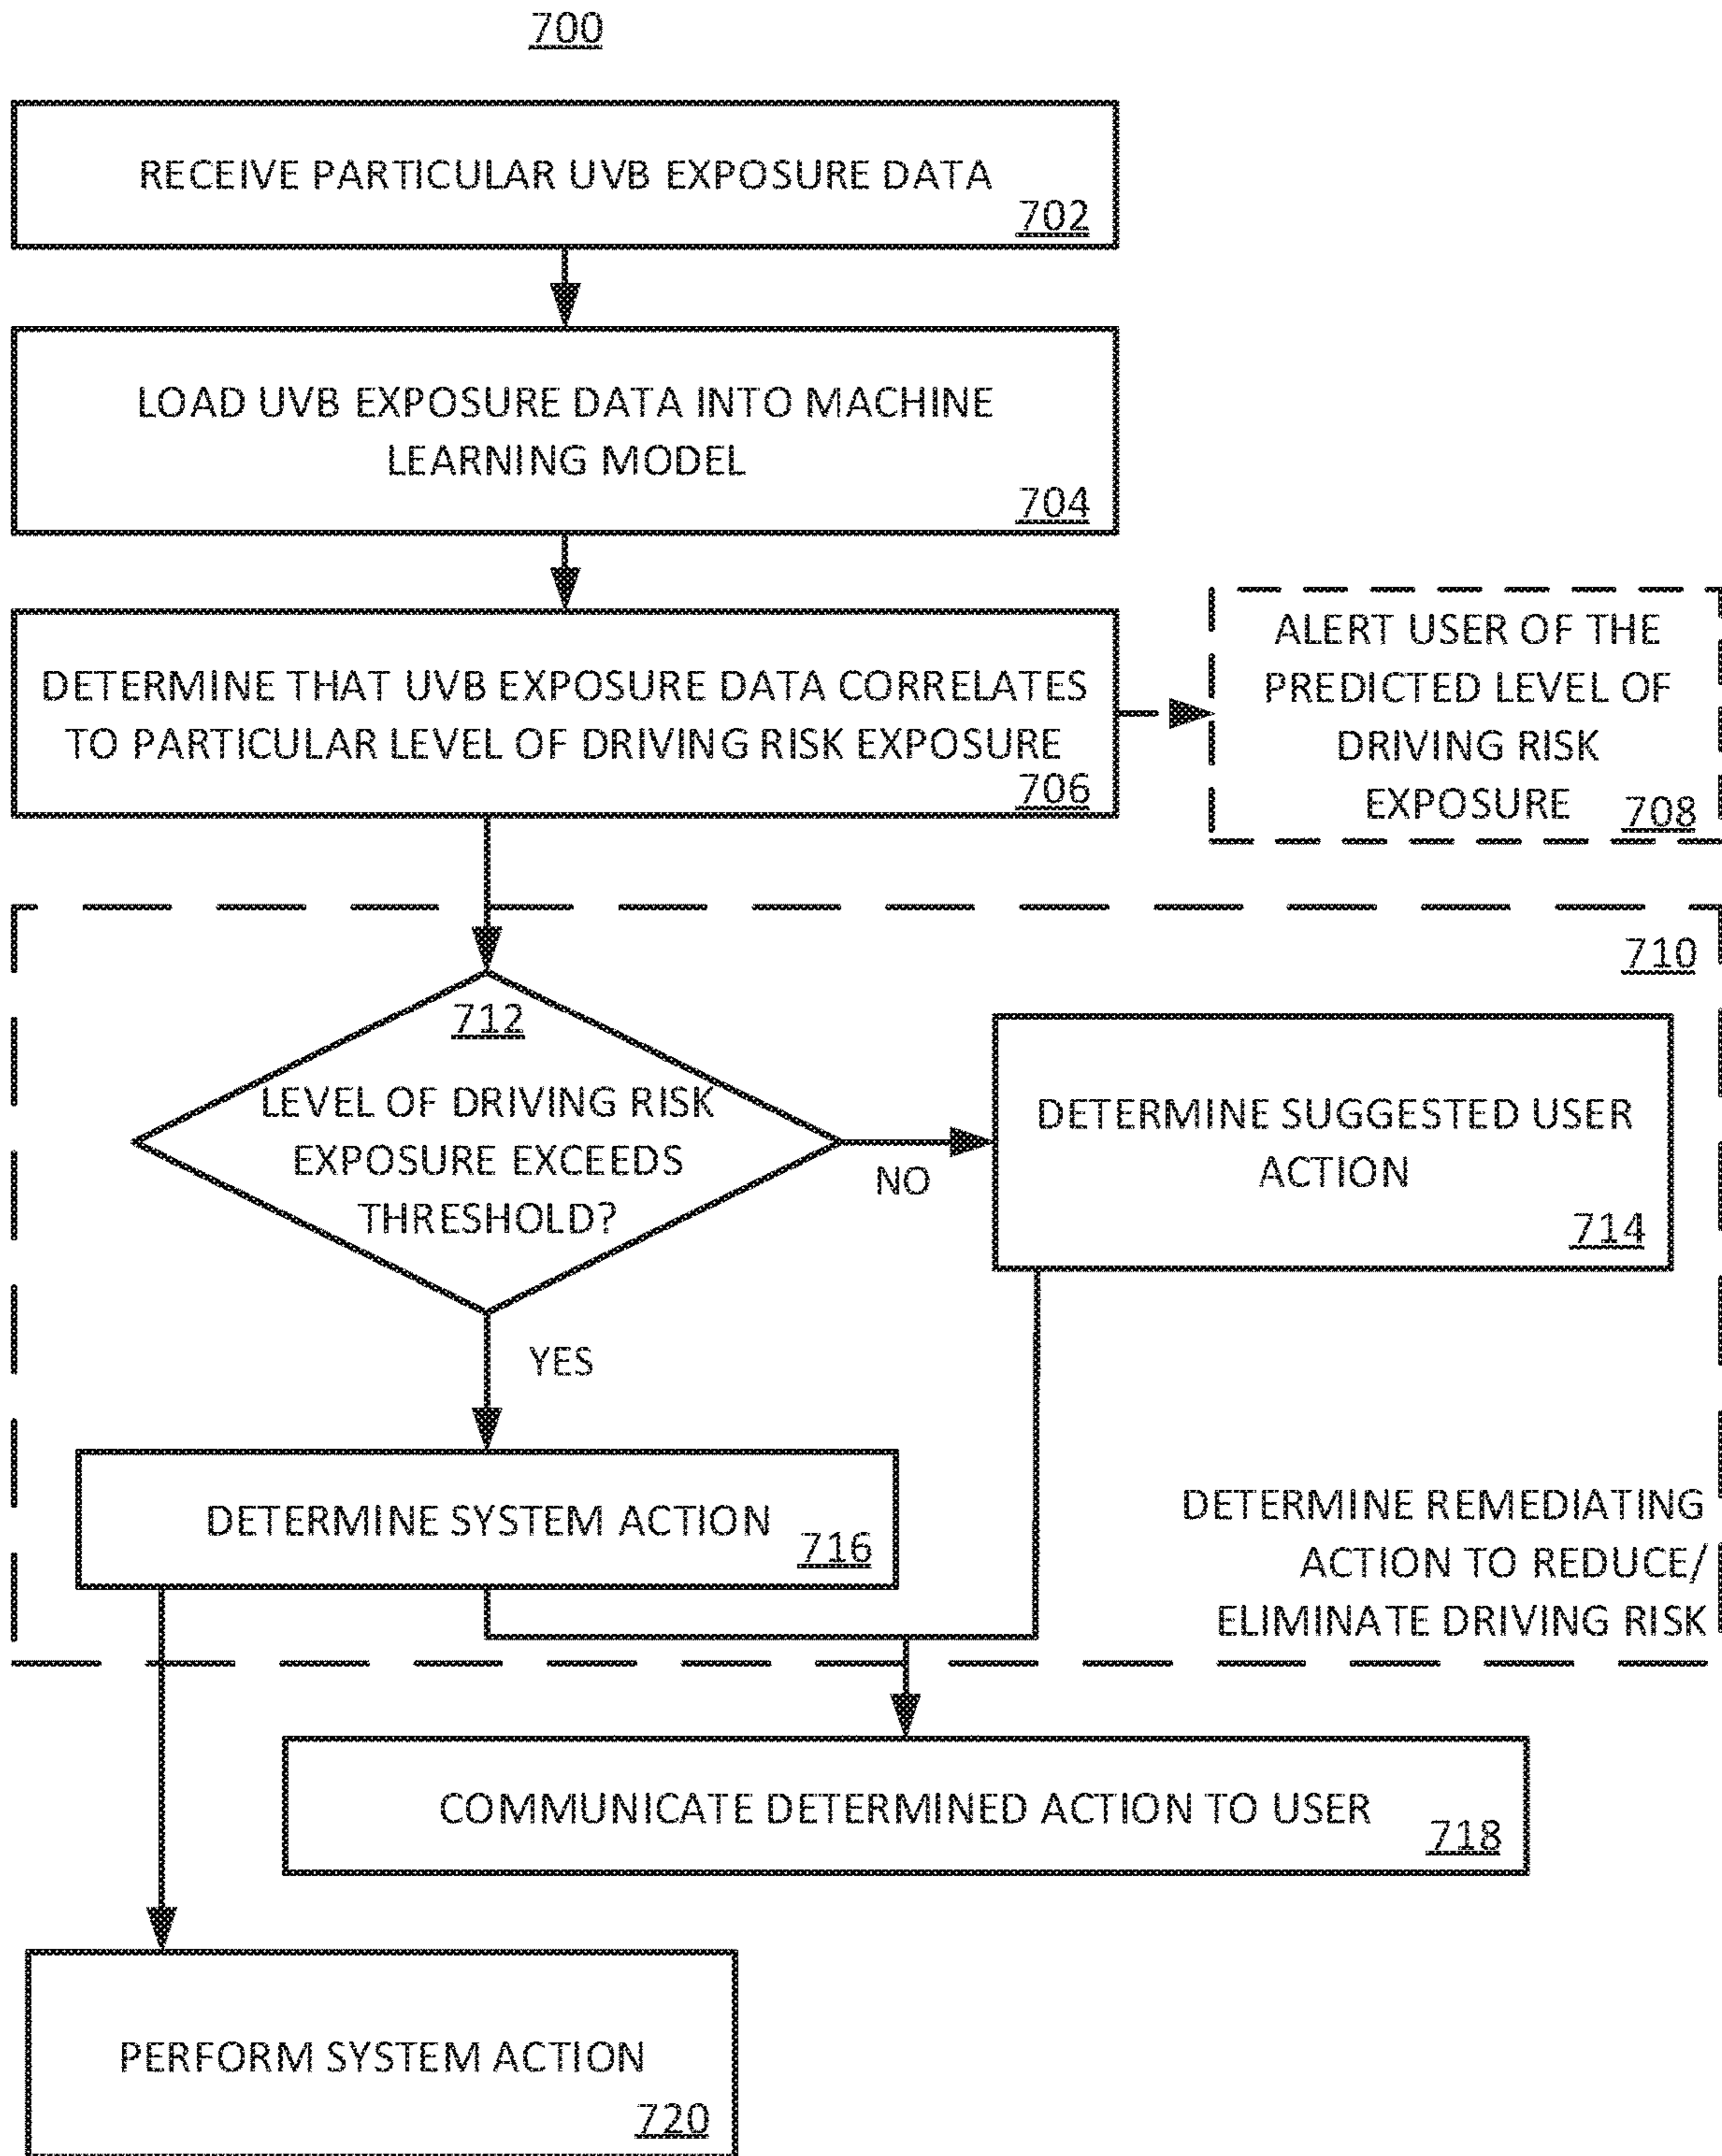 700
RECEIVE PARTICULAR UVB EXPOSURE DATA
702
LOAD UVB EXPOSURE DATA INTO MACHINE
LEARNING MODEL
704
DETERMINE THAT UVB EXPOSURE DATA CORRELATES
TO PARTICULAR LEVEL OF DRIVING RISK EXPOSURE
706
ALERT USER OF THE
PREDICTED LEVEL OF
DRIVING RISK
EXPOSURE
708
710
712
LEVEL OF DRIVING RISK
EXPOSURE EXCEEDS
THRESHOLD?
NO
DETERMINE SUGGESTED USER
ACTION
714
YES
DETERMINE SYSTEM ACTION
716
DETERMINE REMEDIATING
ACTION TO REDUCE/
ELIMINATE DRIVING RISK
COMMUNICATE DETERMINED ACTION TO USER
718
PERFORM SYSTEM ACTION
720